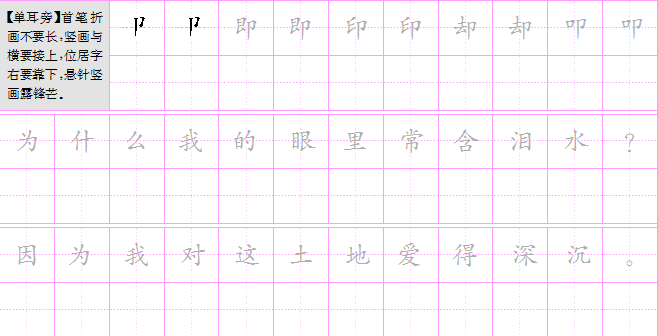 【单耳旁】首笔折
画不要长，竖画与
横要接上，位居字
右要靠下，悬针竖
画露锋芒。
卩 卩 即 即 印 印 却 却 叩 叩
为 什 么 我 的 眼 里 常 含 泪 水 ？
因 为 我 对 这 土 地 爱 得 深 沉 。